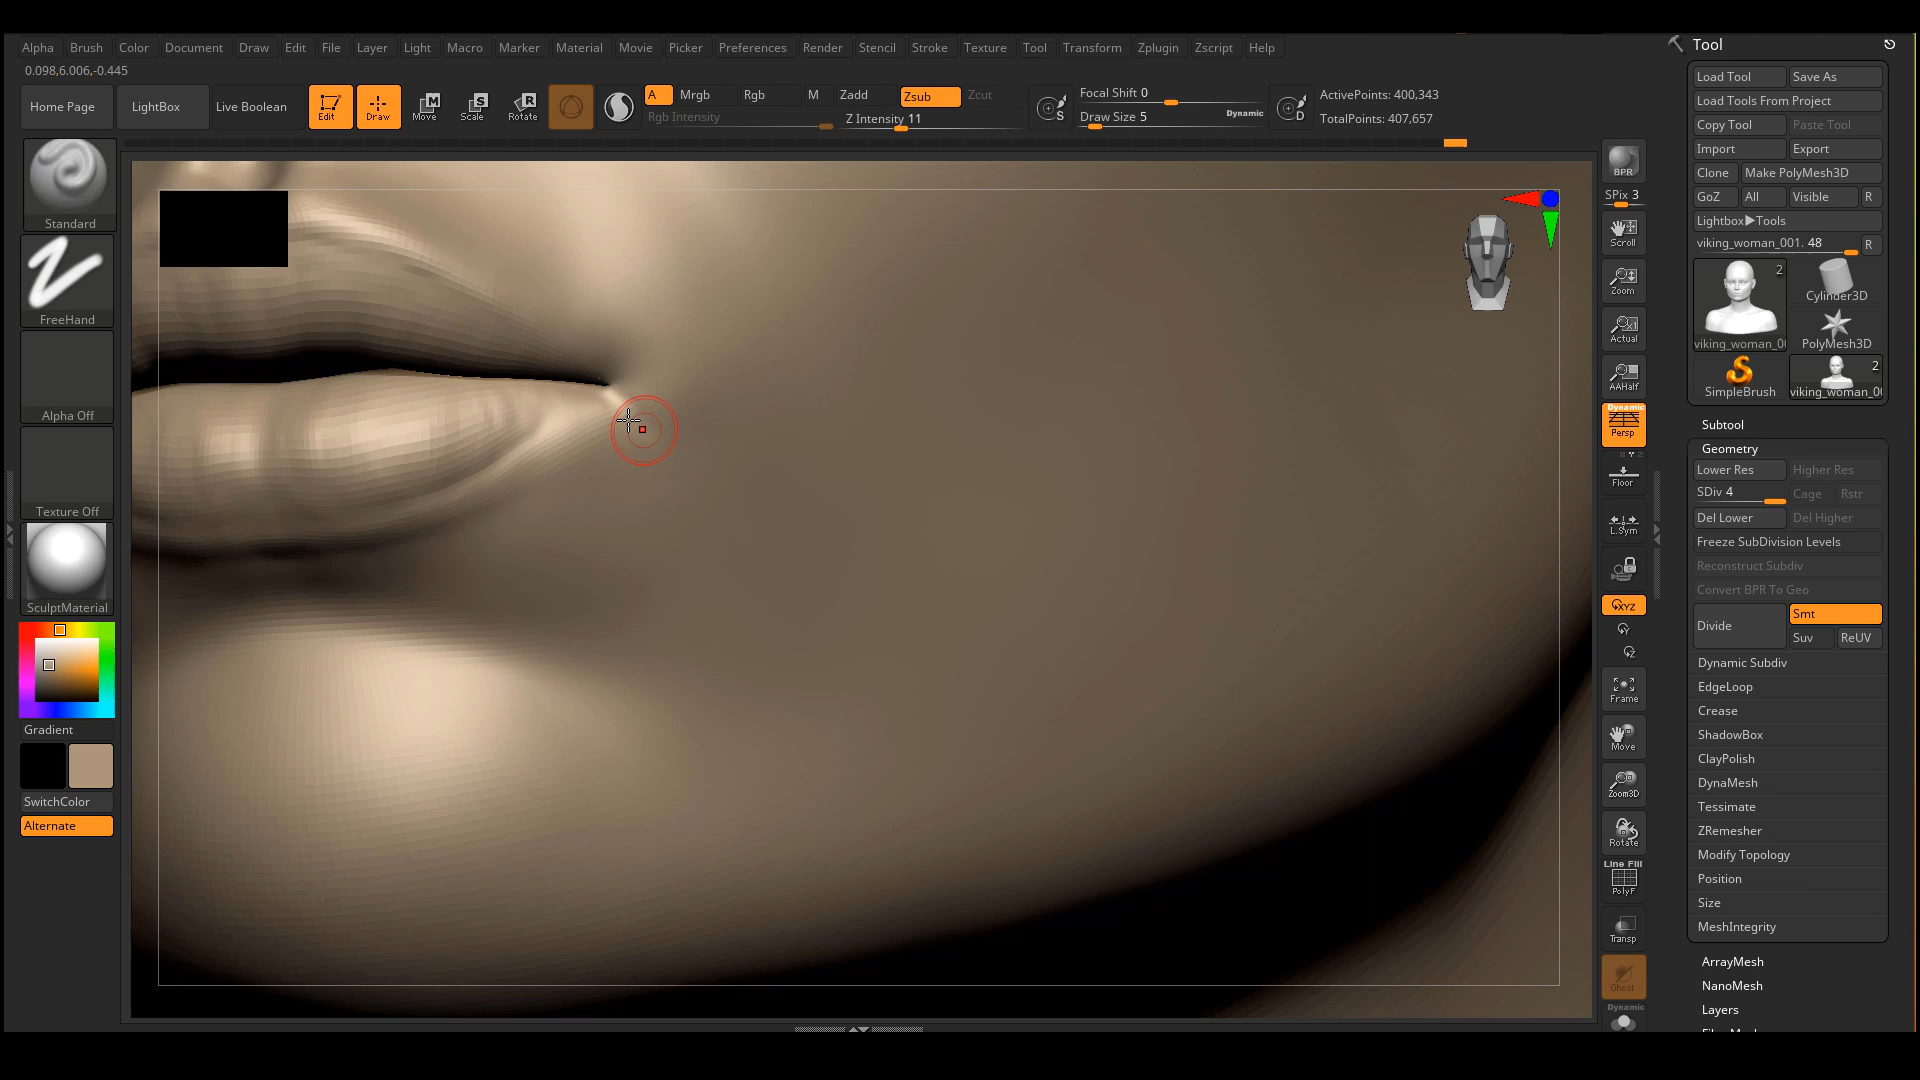 Alpha Brush Color Document Draw Edit File Layer Light Macro Marker Material Movie Picker Preferences Render Stencil Stroke Texture Tool Transform Zplugin Zscript Help
0.098,6.006,-0.445
Home Page LightBox Live Boolean Edit Draw Move Scale Rotate
A Mrgb Rgb M Zadd Zsub Zcut
Rgb Intensity Z Intensity 11
Focal Shift 0
Draw Size 5 Dynamic
S
D
ActivePoints: 400,343
TotalPoints: 407,657
Standard
FreeHand
Alpha Off
Texture Off
SculptMaterial
Gradient
SwitchColor
Alternate
BPR
SPix 3
Scroll
Zoom
Actual
AAHalf
Dynamic
Persp
Floor
L.Sym
XYZ
Y
Z
Frame
Move
Zoom3D
Rotate
Line Fill
PolyF
Transp
Ghost
Dynamic
Tool
Load Tool Save As
Load Tools From Project
Copy Tool Paste Tool
Import Export
Clone Make PolyMesh3D
GoZ All Visible R
Lightbox▶Tools
viking_woman_001. 48 R
2
Cylinder3D
viking_woman_00 PolyMesh3D
2
SimpleBrush viking_woman_00
Subtool
Geometry
Lower Res Higher Res
SDiv 4 Cage Rstr
Del Lower Del Higher
Freeze SubDivision Levels
Reconstruct Subdiv
Convert BPR To Geo
Divide Smt
Suv ReUV
Dynamic Subdiv
EdgeLoop
Crease
ShadowBox
ClayPolish
DynaMesh
Tessimate
ZRemesher
Modify Topology
Position
Size
MeshIntegrity
ArrayMesh
NanoMesh
Layers